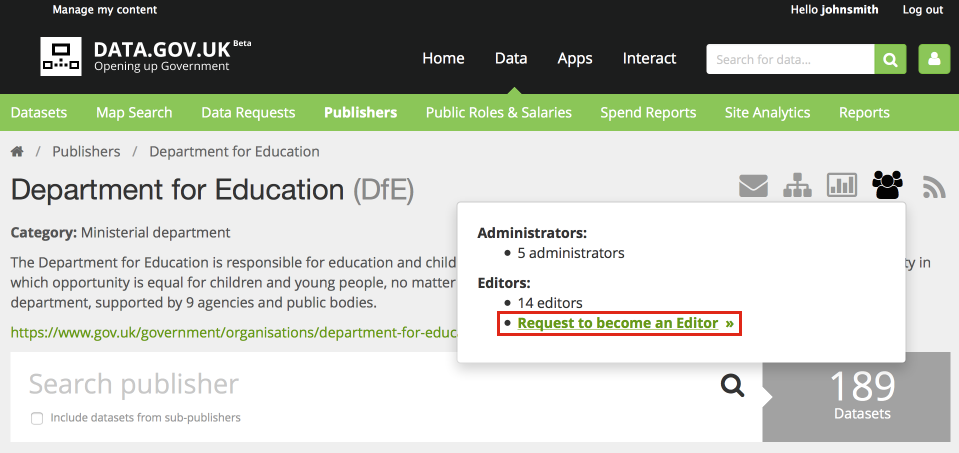 Manage my content
Hello johnsmith Log out
DATA.GOV.UK Beta
Opening up Government
Home Data Apps Interact Search for data...
Datasets Map Search Data Requests Publishers Public Roles & Salaries Spend Reports Site Analytics Reports
/ Publishers / Department for Education
Department for Education (DfE)
Category: Ministerial department
The Department for Education is responsible for education and child
y in
which opportunity is equal for children and young people, no matter
department, supported by 9 agencies and public bodies.
https://www.gov.uk/government/organisations/department-for-educa
Administrators:
• 5 administrators
Editors:
• 14 editors
• Request to become an Editor »
Search publisher
Include datasets from sub-publishers
189
Datasets